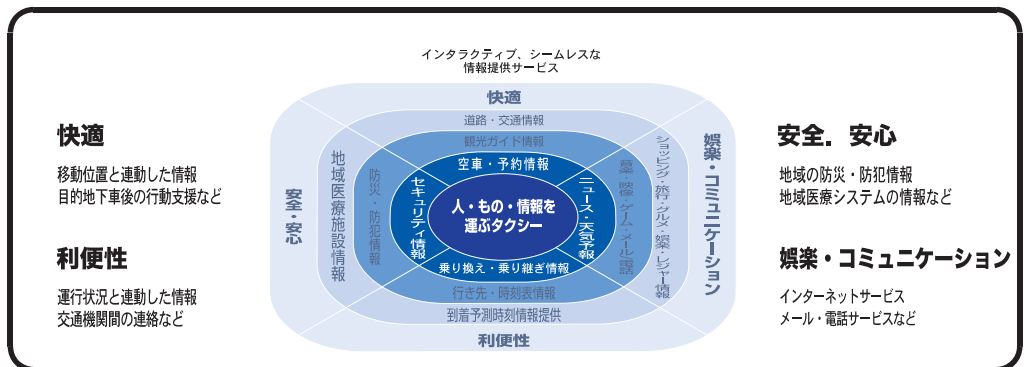 インタラクティブ、シームレスな
情報提供サービス
快適
移動位置と連動した情報
目的地下車後の行動支援など
利便性
運行状況と連動した情報
交通機関間の連絡など
快適
道路・交通情報
観光ガイド情報
空車・予約情報
安全・安心
地域医療施設情報
防災・防犯情報
セキュリティ情報
人・もの・情報を
運ぶタクシー
ニュース・天気予報
音楽・映像・ゲーム・メール・電話
ショッピング・旅行・グルメ・娯楽・レジャー情報
娯楽・コミュニケーション
乗り換え・乗り継ぎ情報
行き先・時刻表情報
到着予測時刻情報提供
利便性
安全．安心
地域の防災・防犯情報
地域医療システムの情報など
娯楽・コミュニケーション
インターネットサービス
メール・電話サービスなど